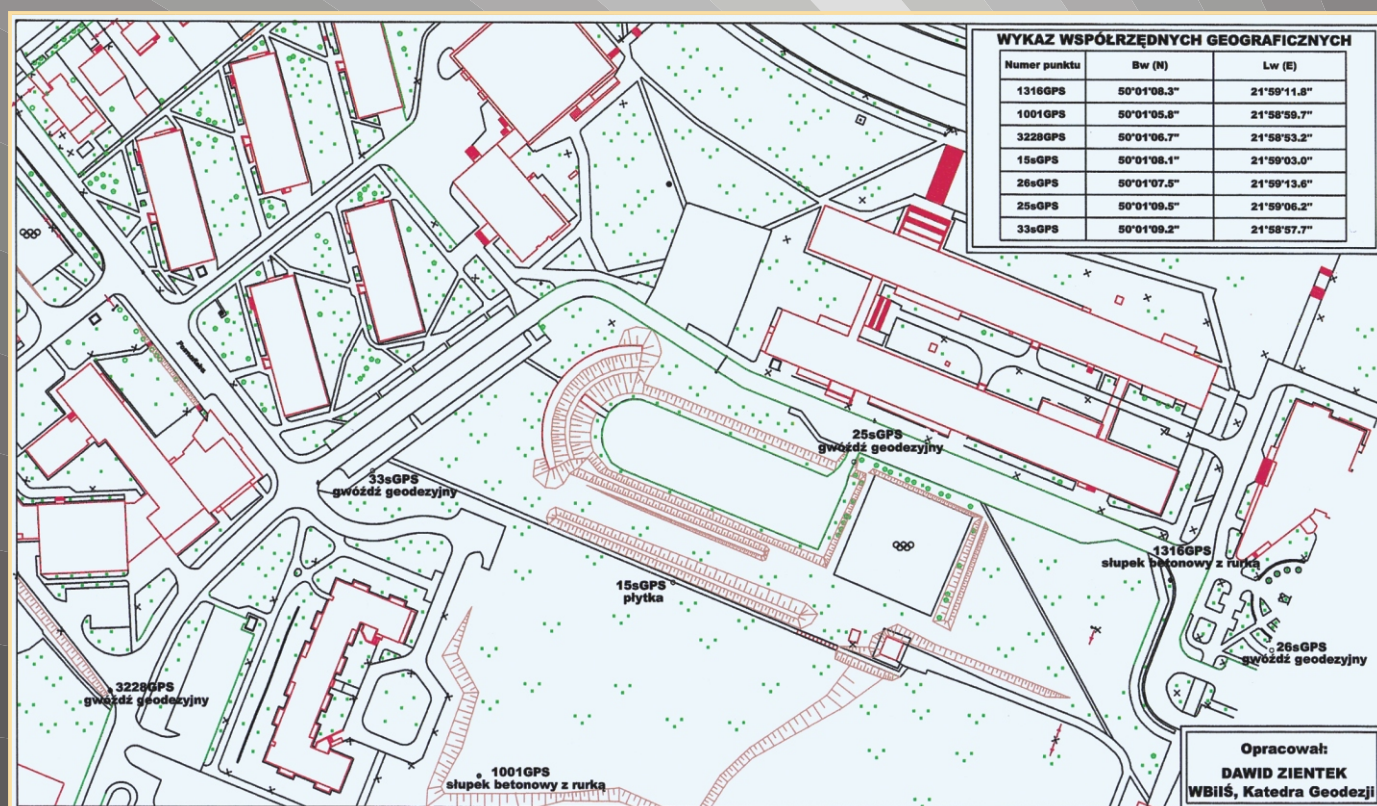 WYKAZ WSPÓŁRZĘDNYCH GEOGRAFICZNYCH
Numer punktu Bw (N) Lw (E)
1316GPS 50°01'08.3" 21°59'11.8"
1001GPS 50°01'05.8" 21°58'59.7"
3228GPS 50°01'06.7" 21°58'53.2"
15sGPS 50°01'08.1" 21°59'03.0"
26sGPS 50°01'07.5" 21°59'13.6"
25sGPS 50°01'09.5" 21°59'06.2"
33sGPS 50°01'09.2" 21°58'57.7"
25sGPS
gwóźdź geodezyjny
33sGPS
gwóźdź geodezyjny
1316GPS
słupek betonowy z rurką
15sGPS
płytka
26sGPS
gwóźdź geodezyjny
3228GPS
gwóźdź geodezyjny
1001GPS
słupek betonowy z rurką
Opracował:
DAWID ZIENTEK
WBiIŚ, Katedra Geodezji